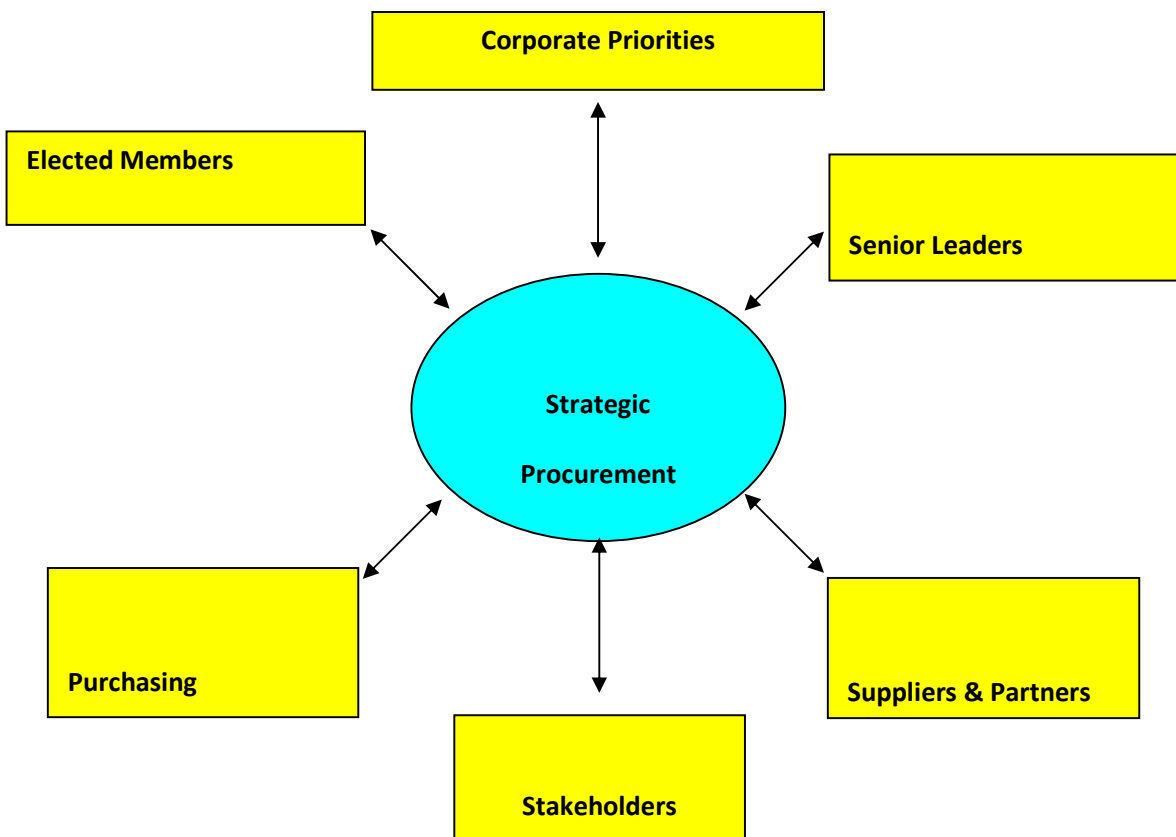 Corporate Priorities
Elected Members
Senior Leaders
Strategic
Procurement
Purchasing
Suppliers & Partners
Stakeholders